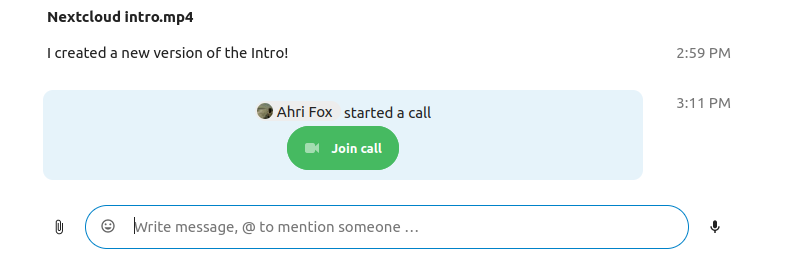 Nextcloud intro.mp4
I created a new version of the Intro! 2:59 PM
Ahri Fox started a call 3:11 PM
Join call
Write message, @ to mention someone …